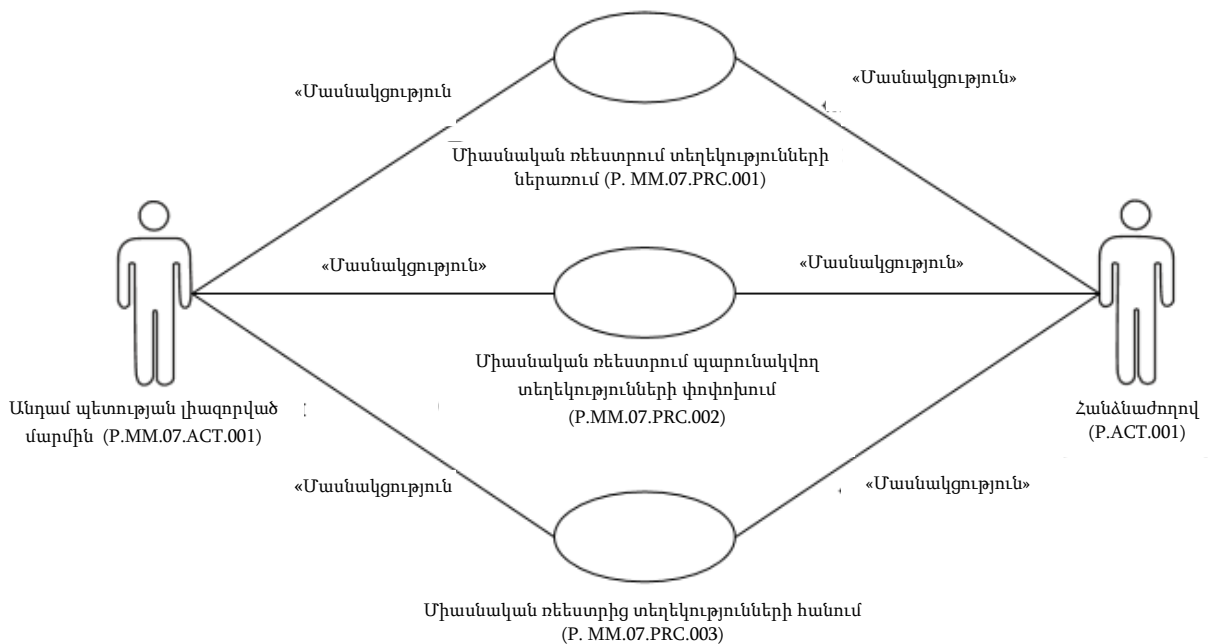 «Մասնակցություն
«Մասնակցություն»
Միասնական ռեեստրում տեղեկությունների
ներառում (P. MM.07.PRC.001)
«Մասնակցություն»
«Մասնակցություն»
Միասնական ռեեստրում պարունակվող
տեղեկությունների փոփոխում
(P.MM.07.PRC.002)
Անդամ պետության լիազորված
մարմին (P.MM.07.ACT.001)
Հանձնաժողով
(P.ACT.001)
«Մասնակցություն
«Մասնակցություն»
Միասնական ռեեստրից տեղեկությունների հանում
(P. MM.07.PRC.003)